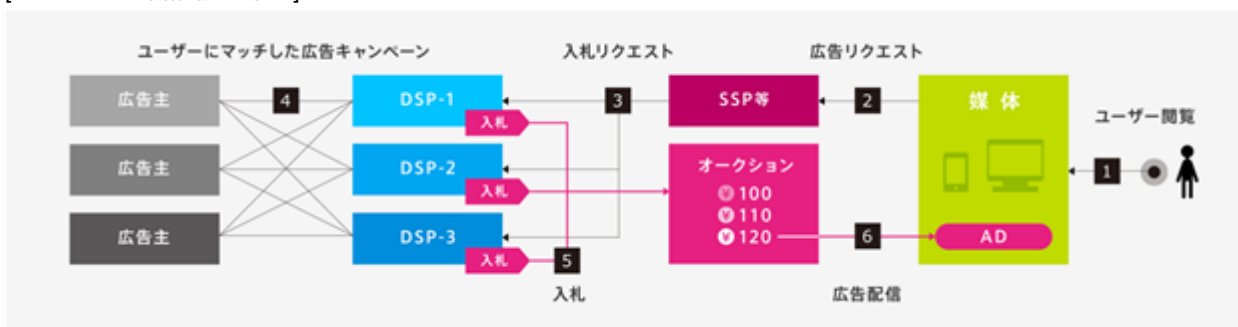 ユーザーにマッチした広告キャンペーン
入札リクエスト
広告リクエスト
広告主
4
DSP-1
入札
3
SSP等
2
媒体
ユーザー閲覧
1
広告主
DSP-2
入札
オークション
¥100
¥110
¥120
広告主
DSP-3
入札
5
6
AD
入札
広告配信